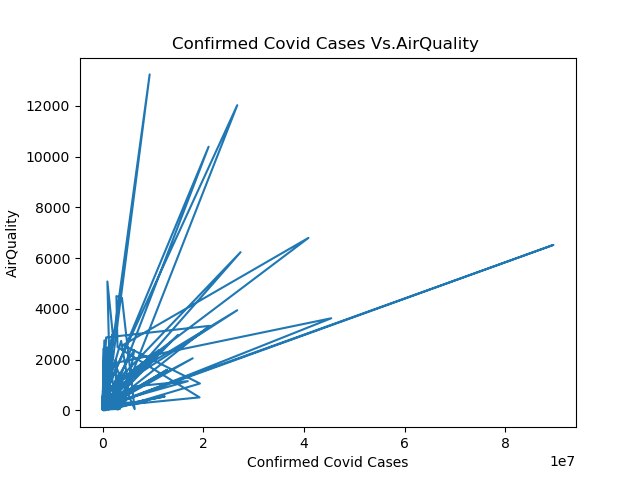 Confirmed Covid Cases Vs.AirQuality
12000
10000
8000
6000
4000
2000
0
AirQuality
0 2 4 6 8
1e7
Confirmed Covid Cases